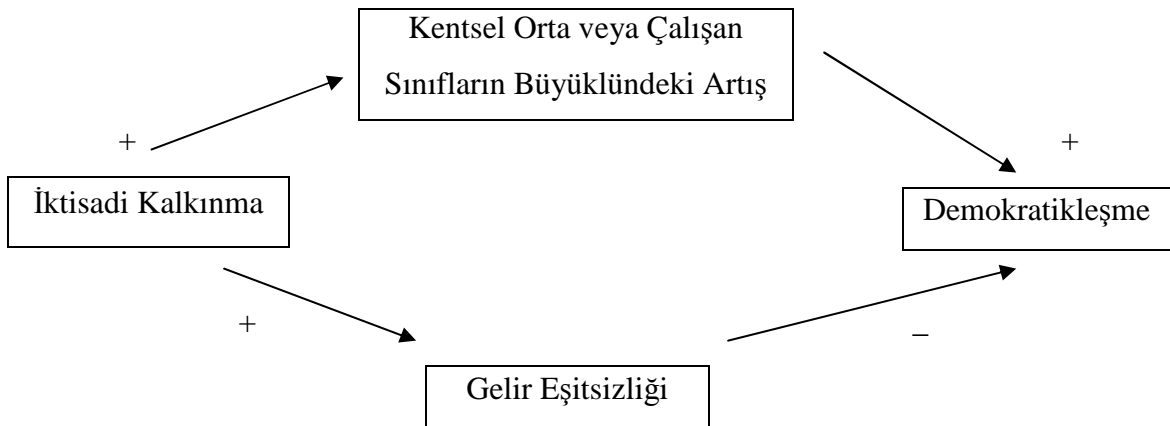 Kentsel Orta veya Çalışan
Sınıfların Büyüklündeki Artış
+
+
İktisadi Kalkınma
Demokratikleşme
+
–
Gelir Eşitsizliği